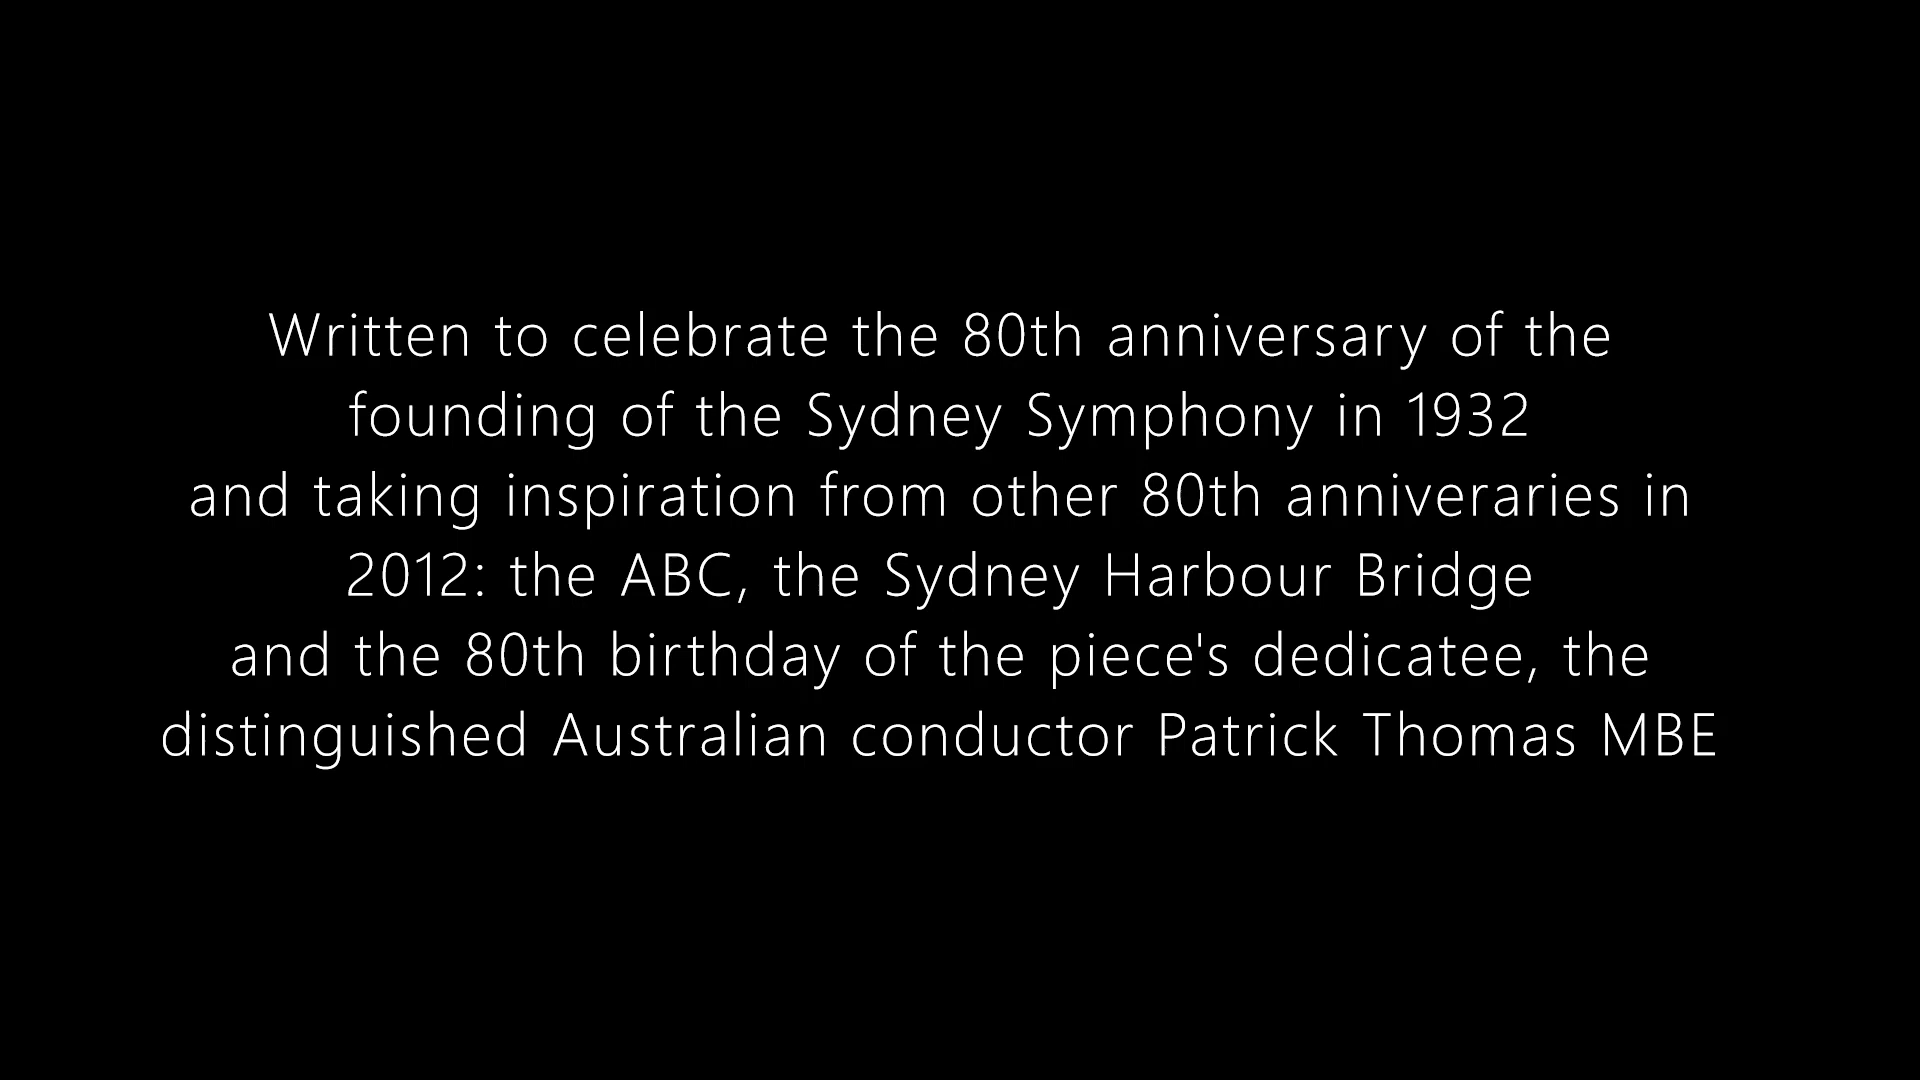 Written to celebrate the 80th anniversary of the
founding of the Sydney Symphony in 1932
and taking inspiration from other 80th anniveraries in
2012: the ABC, the Sydney Harbour Bridge
and the 80th birthday of the piece's dedicatee, the
distinguished Australian conductor Patrick Thomas MBE